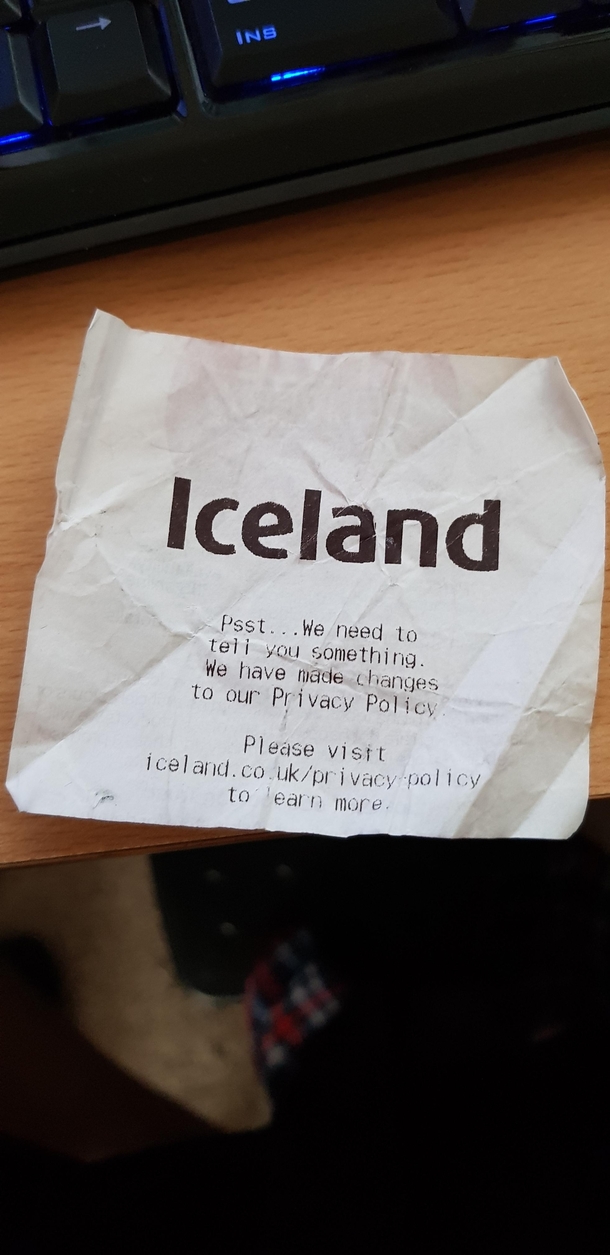 INS
Iceland
Psst...We need to
tell you something.
We have made changes
to our Privacy Policy.
Please visit
iceland.co.uk/privacy-policy
to learn more.